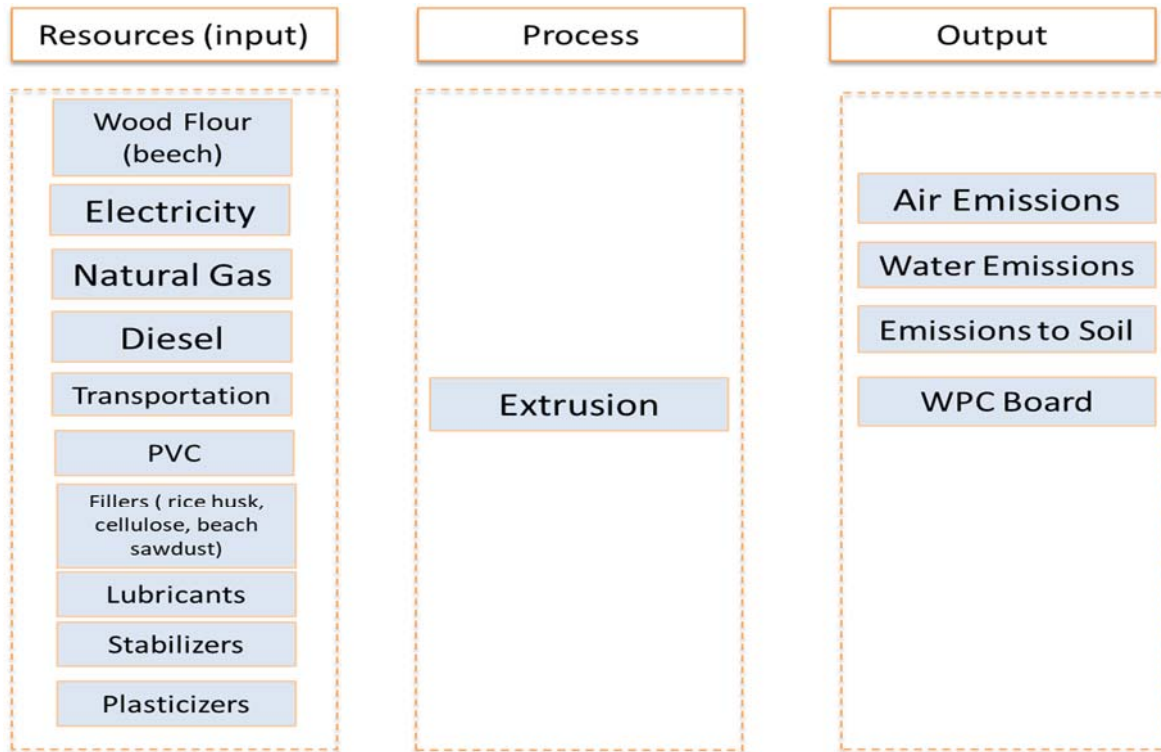 Resources (input)
Process
Output
Wood Flour
(beech)
Electricity
Natural Gas
Diesel
Transportation
PVC
Fillers ( rice husk,
cellulose, beach
sawdust)
Lubricants
Stabilizers
Plasticizers
Extrusion
Air Emissions
Water Emissions
Emissions to Soil
WPC Board